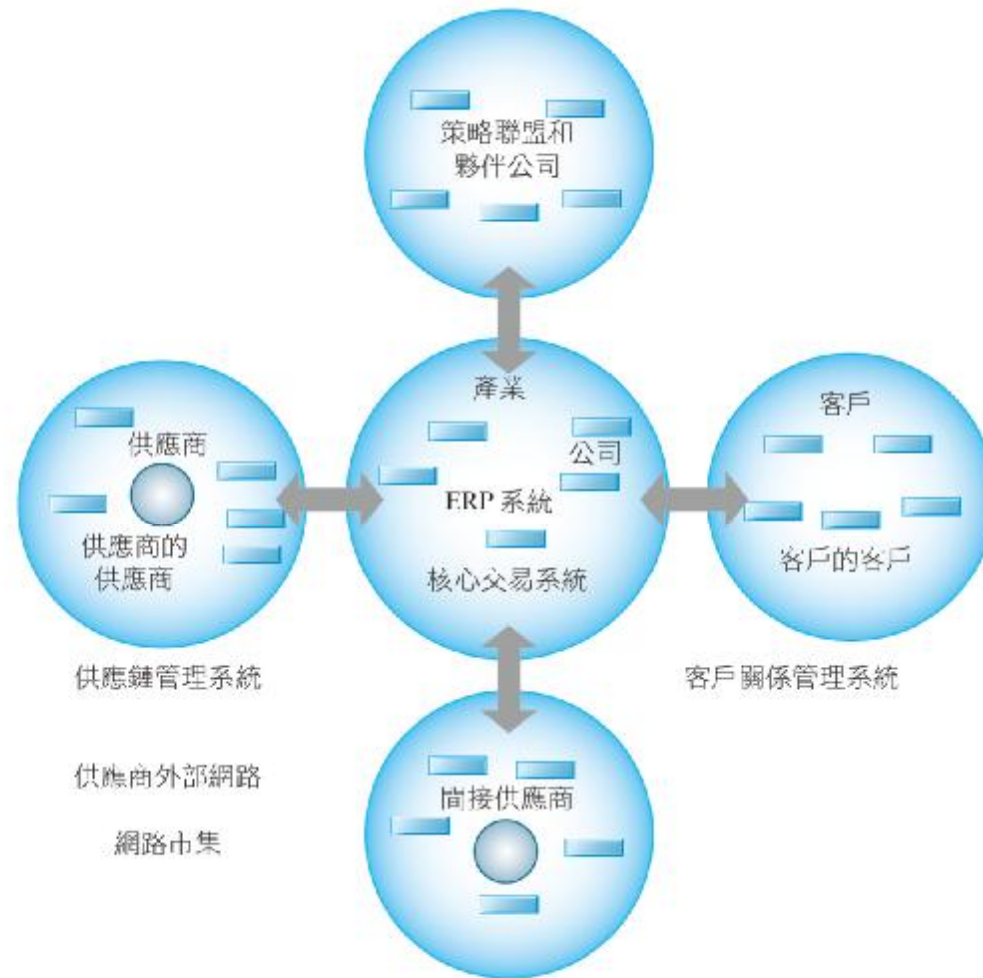 策略聯盟和
夥伴公司
產業
公司
ERP 系統
核心交易系統
供應商
供應商的
供應商
客戶
客戶的客戶
供應鏈管理系統
客戶關係管理系統
供應商外部網路
網路市集
間接供應商